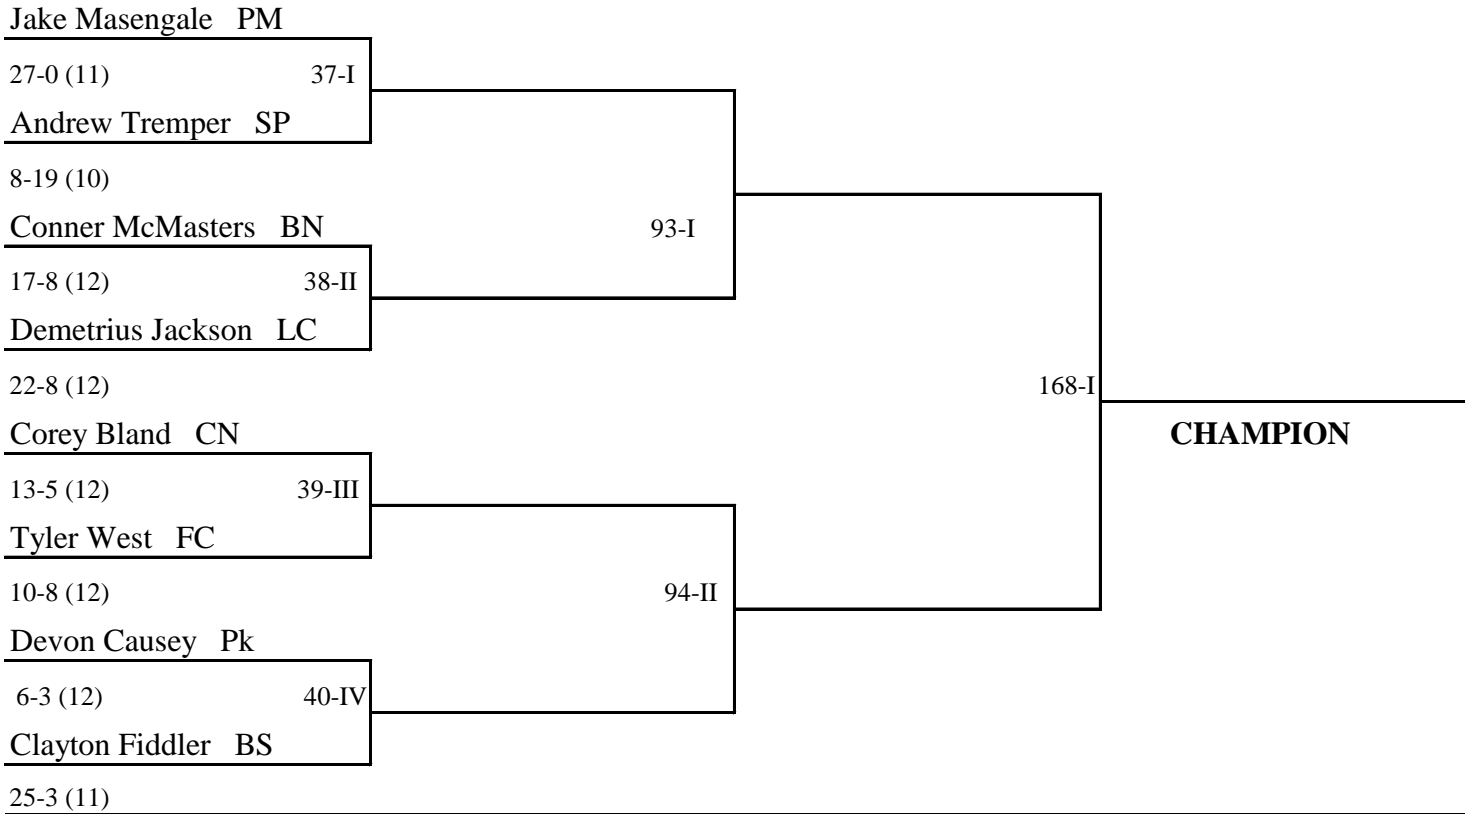 Jake Masengale PM
27-0 (11) 37-I
Andrew Tremper SP
8-19 (10)
Conner McMasters BN 93-I
17-8 (12) 38-II
Demetrius Jackson LC
22-8 (12) 168-I
Corey Bland CN CHAMPION
13-5 (12) 39-III
Tyler West FC
10-8 (12) 94-II
Devon Causey Pk
6-3 (12) 40-IV
Clayton Fiddler BS
25-3 (11)